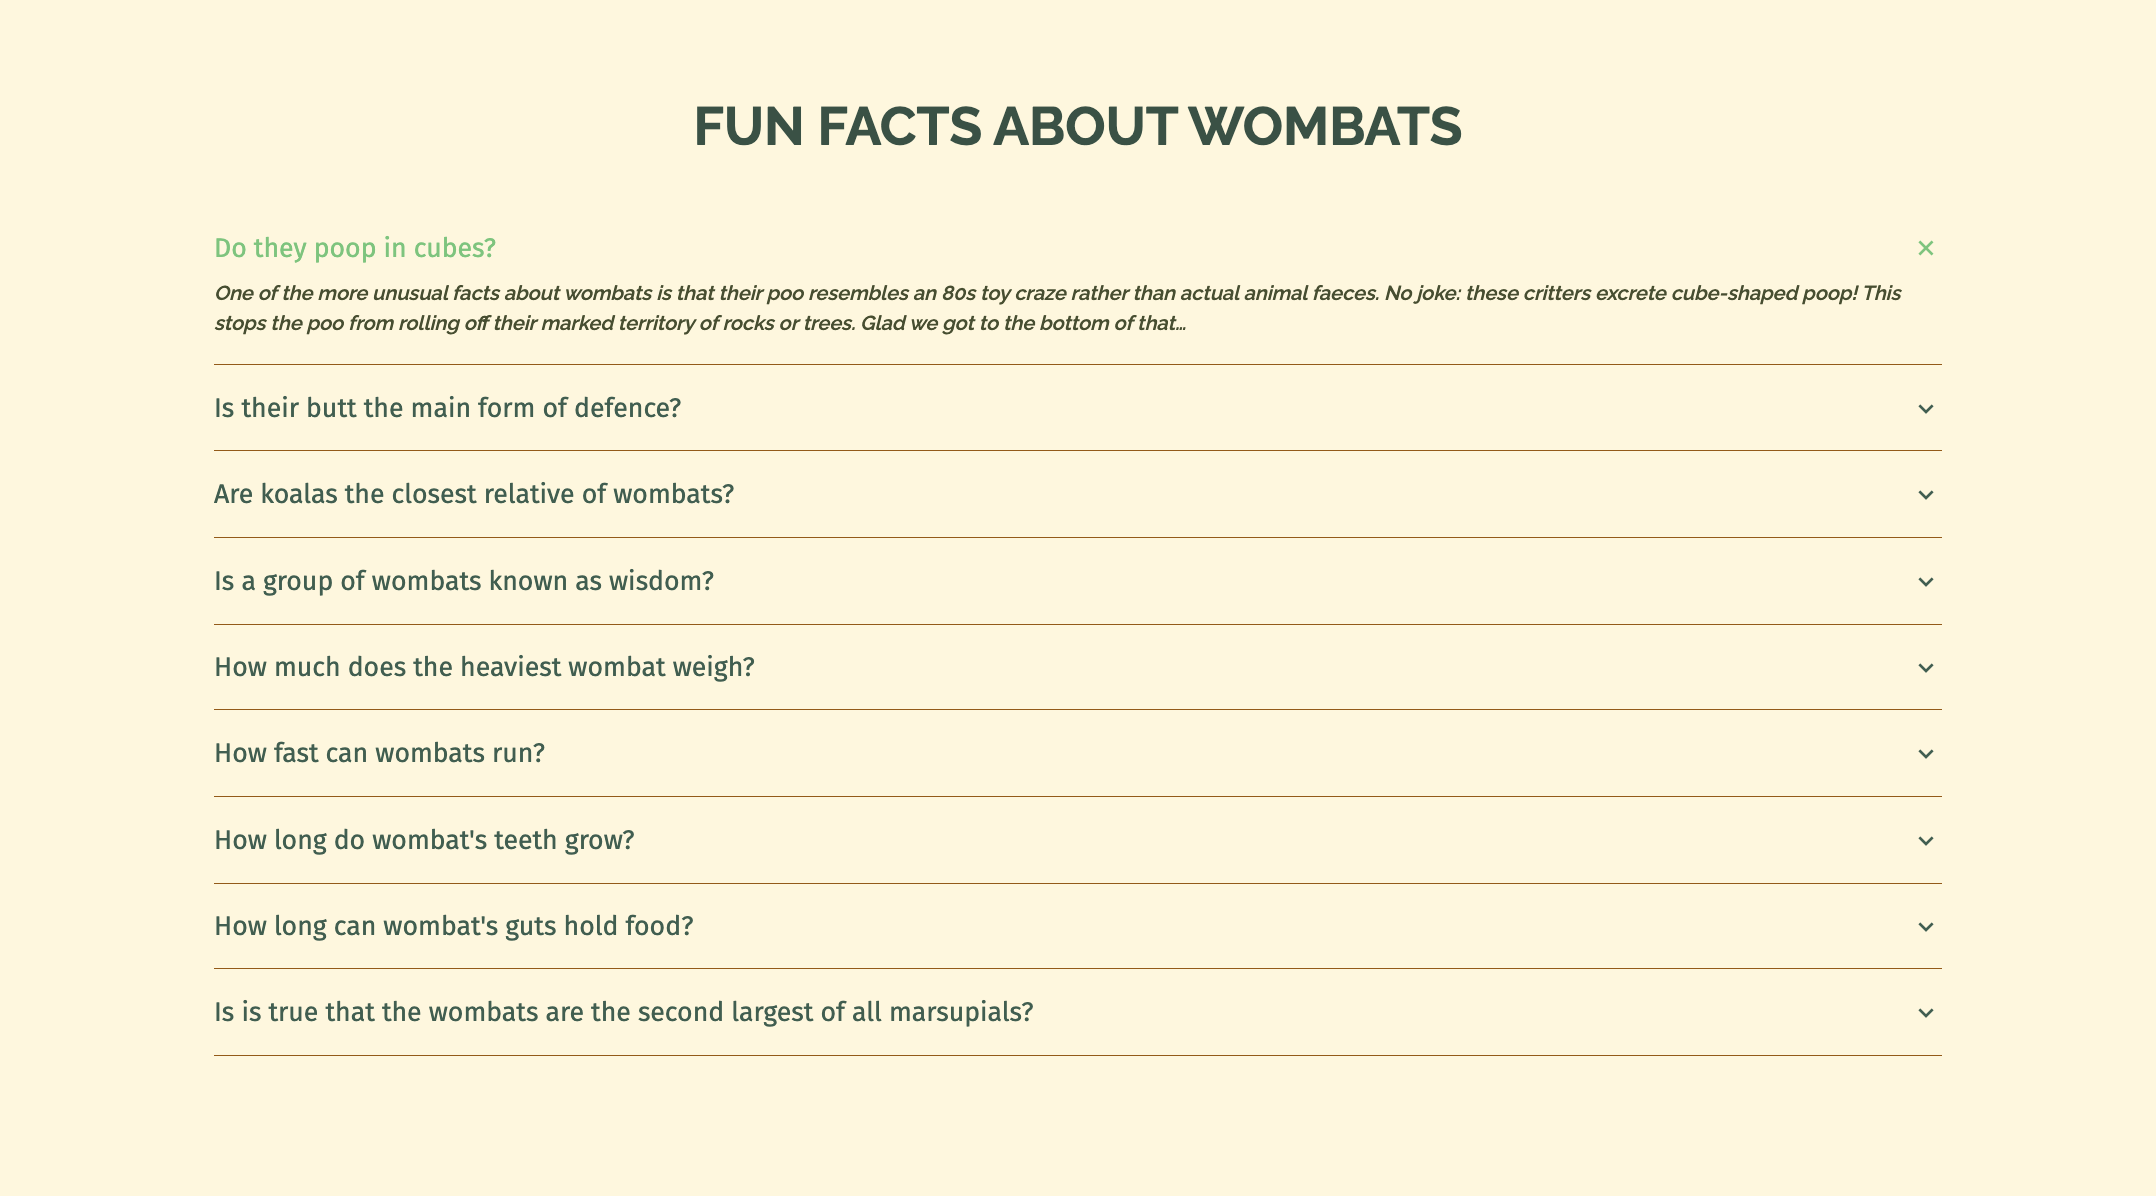 FUN FACTS ABOUT WOMBATS
Do they poop in cubes?
One of the more unusual facts about wombats is that their poo resembles an 80s toy craze rather than actual animal faeces. No joke: these critters excrete cube-shaped poop! This
stops the poo from rolling off their marked territory of rocks or trees. Glad we got to the bottom of that…
Is their butt the main form of defence?
Are koalas the closest relative of wombats?
Is a group of wombats known as wisdom?
How much does the heaviest wombat weigh?
How fast can wombats run?
How long do wombat's teeth grow?
How long can wombat's guts hold food?
Is is true that the wombats are the second largest of all marsupials?